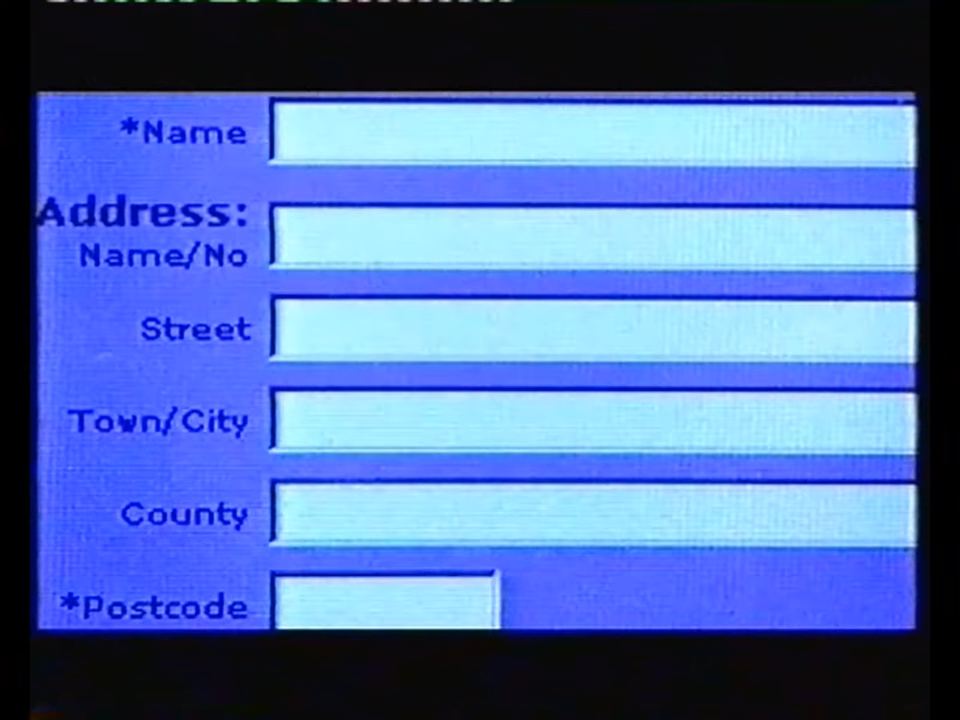 *Name
Address:
Name/No
Street
Town/City
County
*Postcode